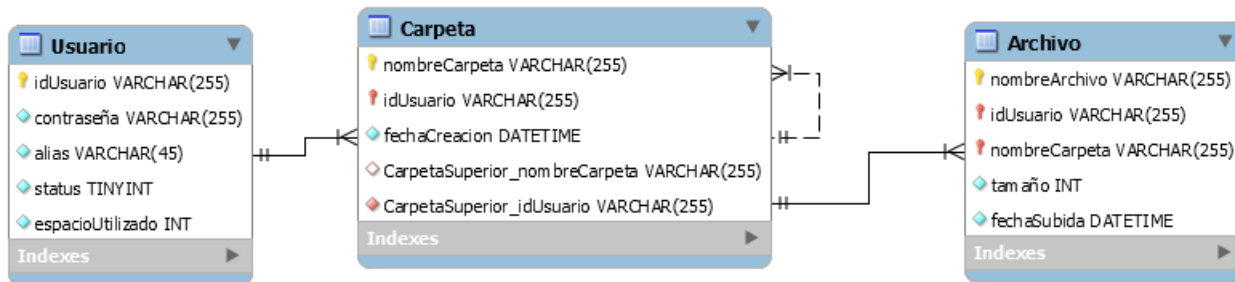 Usuario
idUsuario VARCHAR(255)
contraseña VARCHAR(255)
alias VARCHAR(45)
status TINYINT
espacioUtilizado INT
Indexes
Carpeta
nombreCarpeta VARCHAR(255)
idUsuario VARCHAR(255)
fechaCreacion DATETIME
CarpetaSuperior_nombreCarpeta VARCHAR(255)
CarpetaSuperior_idUsuario VARCHAR(255)
Indexes
Archivo
nombreArchivo VARCHAR(255)
idUsuario VARCHAR(255)
nombreCarpeta VARCHAR(255)
tamaño INT
fechaSubida DATETIME
Indexes